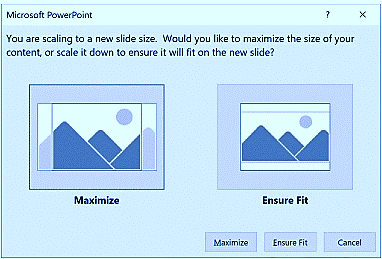 Microsoft PowerPoint
? ×
You are scaling to a new slide size. Would you like to maximize the size of your
content, or scale it down to ensure it will fit on the new slide?
Maximize Ensure Fit
Maximize Ensure Fit Cancel